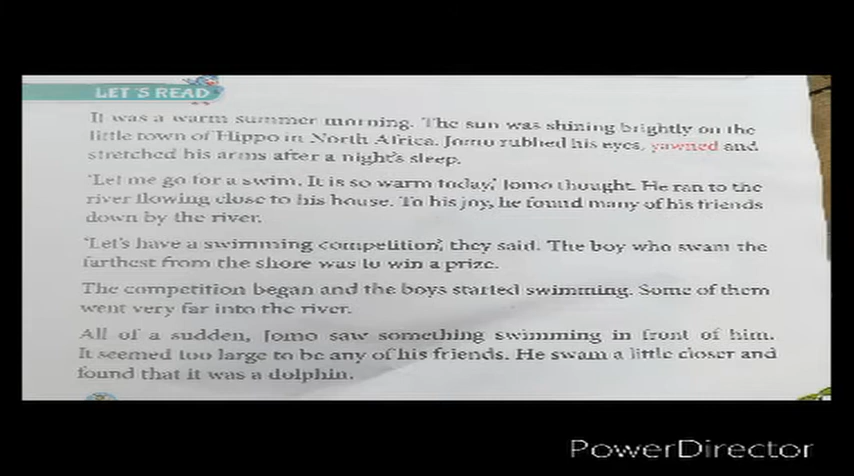 LET'S READ
It was a warm summer morning. The sun was shining brightly on the
little town of Hippo in North Africa. Jomo rubbed his eyes, yawned and
stretched his arms after a night's sleep.
'Let me go for a swim. It is so warm today,' Jomo thought. He ran to the
river flowing close to his house. To his joy, he found many of his friends
down by the river.
'Let's have a swimming competition', they said. The boy who swam the
farthest from the shore was to win a prize.
The competition began and the boys started swimming. Some of them
went very far into the river.
All of a sudden, Jomo saw something swimming in front of him.
It seemed too large to be any of his friends. He swam a little closer and
found that it was a dolphin.
PowerDirector